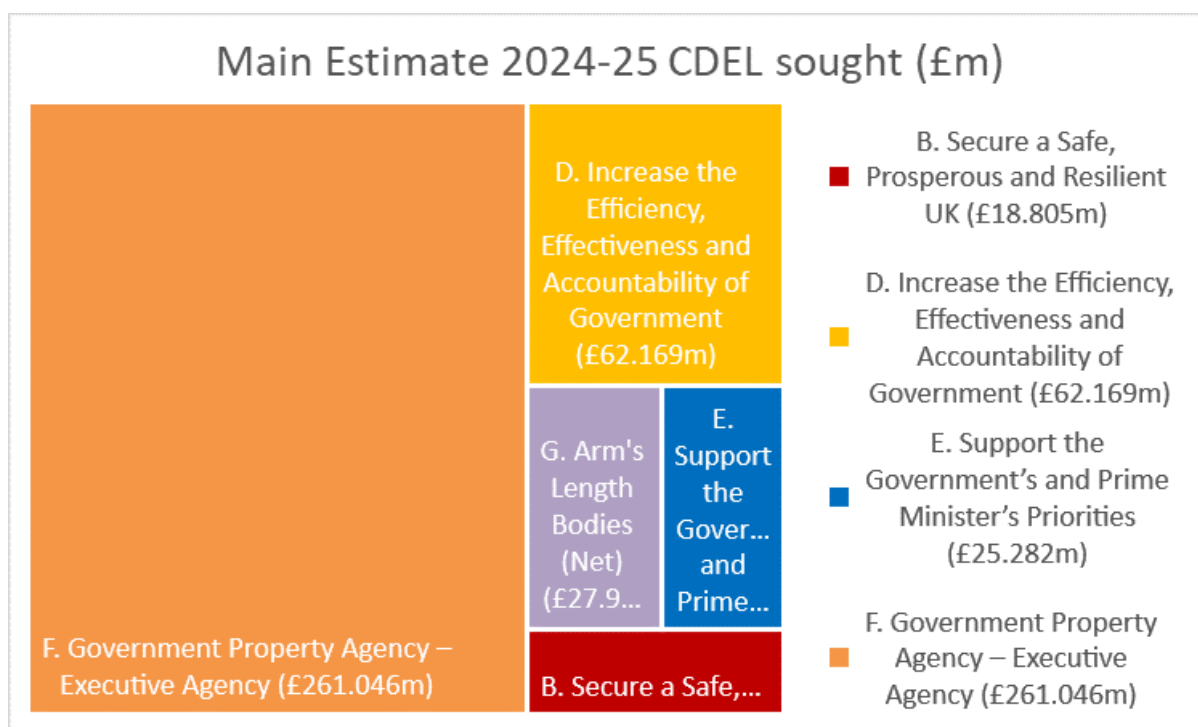 Main Estimate 2024-25 CDEL sought (£m)
D. Increase the
Efficiency,
Effectiveness and
Accountability of
Government
(£62.169m)
G. Arm's
Length
Bodies
(Net)
(£27.9...
E.
Support
the
Gover...
and
Prime...
F. Government Property Agency –
Executive Agency (£261.046m)
B. Secure a Safe,...
B. Secure a Safe,
Prosperous and Resilient
UK (£18.805m)
D. Increase the Efficiency,
Effectiveness and
Accountability of
Government (£62.169m)
E. Support the
Government’s and Prime
Minister’s Priorities
(£25.282m)
F. Government Property
Agency – Executive
Agency (£261.046m)